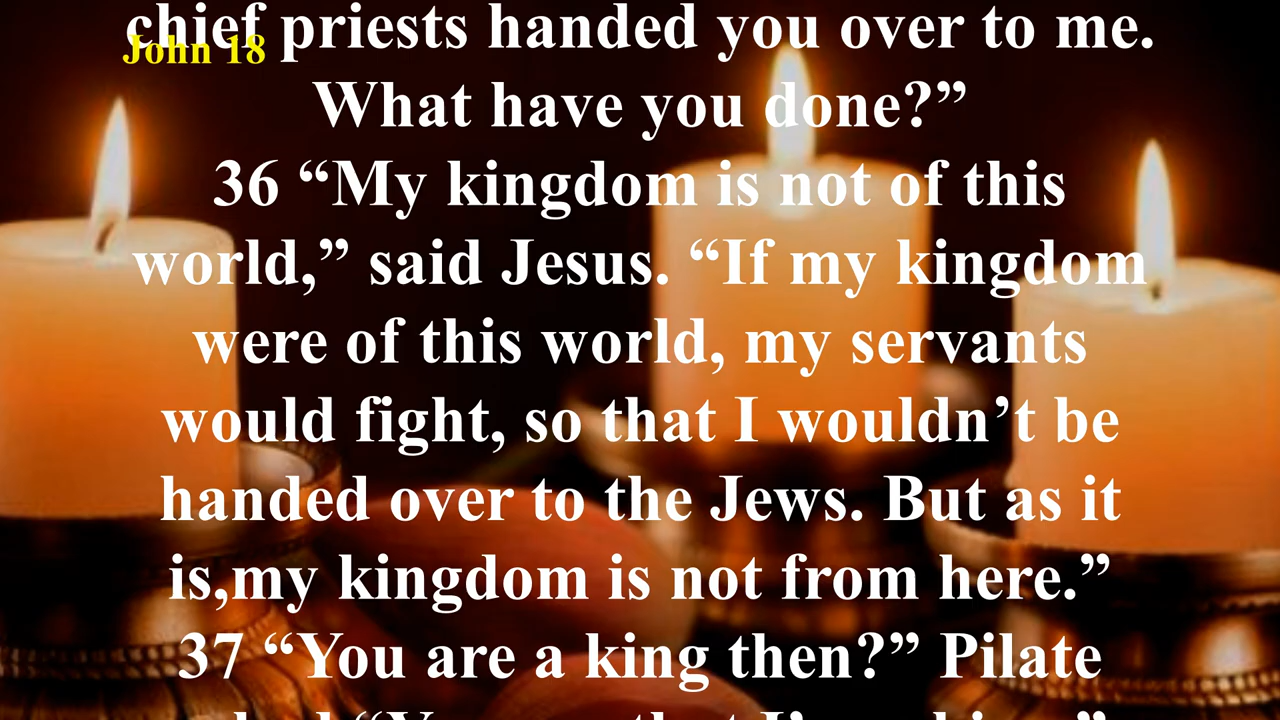 chief priests handed you over to me.
John 18
What have you done?”
36 “My kingdom is not of this
world,” said Jesus. “If my kingdom
were of this world, my servants
would fight, so that I wouldn’t be
handed over to the Jews. But as it
is,my kingdom is not from here.”
37 “You are a king then?” Pilate